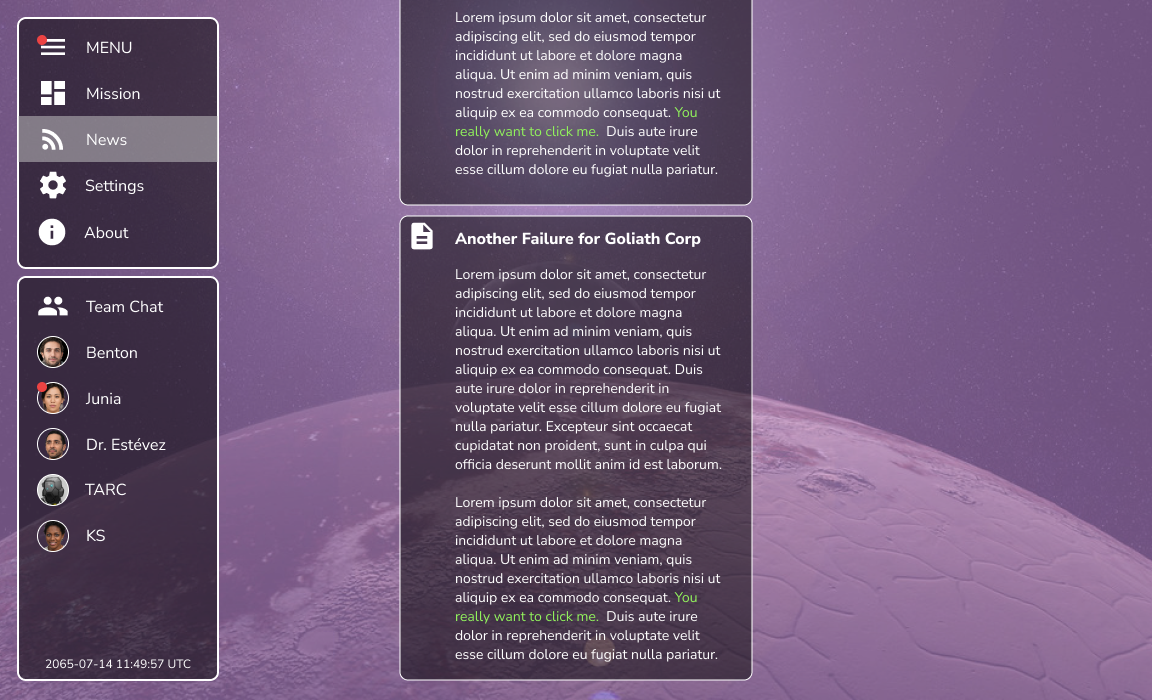 MENU
Mission
News
Settings
About
Team Chat
Benton
Junia
Dr. Estévez
TARC
KS
2065-07-14 11:49:57 UTC
Lorem ipsum dolor sit amet, consectetur
adipiscing elit, sed do eiusmod tempor
incididunt ut labore et dolore magna
aliqua. Ut enim ad minim veniam, quis
nostrud exercitation ullamco laboris nisi ut
aliquip ex ea commodo consequat. You
really want to click me.  Duis aute irure
dolor in reprehenderit in voluptate velit
esse cillum dolore eu fugiat nulla pariatur.
Another Failure for Goliath Corp
Lorem ipsum dolor sit amet, consectetur
adipiscing elit, sed do eiusmod tempor
incididunt ut labore et dolore magna
aliqua. Ut enim ad minim veniam, quis
nostrud exercitation ullamco laboris nisi ut
aliquip ex ea commodo consequat. Duis
aute irure dolor in reprehenderit in
voluptate velit esse cillum dolore eu fugiat
nulla pariatur. Excepteur sint occaecat
cupidatat non proident, sunt in culpa qui
officia deserunt mollit anim id est laborum.
Lorem ipsum dolor sit amet, consectetur
adipiscing elit, sed do eiusmod tempor
incididunt ut labore et dolore magna
aliqua. Ut enim ad minim veniam, quis
nostrud exercitation ullamco laboris nisi ut
aliquip ex ea commodo consequat. You
really want to click me.  Duis aute irure
dolor in reprehenderit in voluptate velit
esse cillum dolore eu fugiat nulla pariatur.